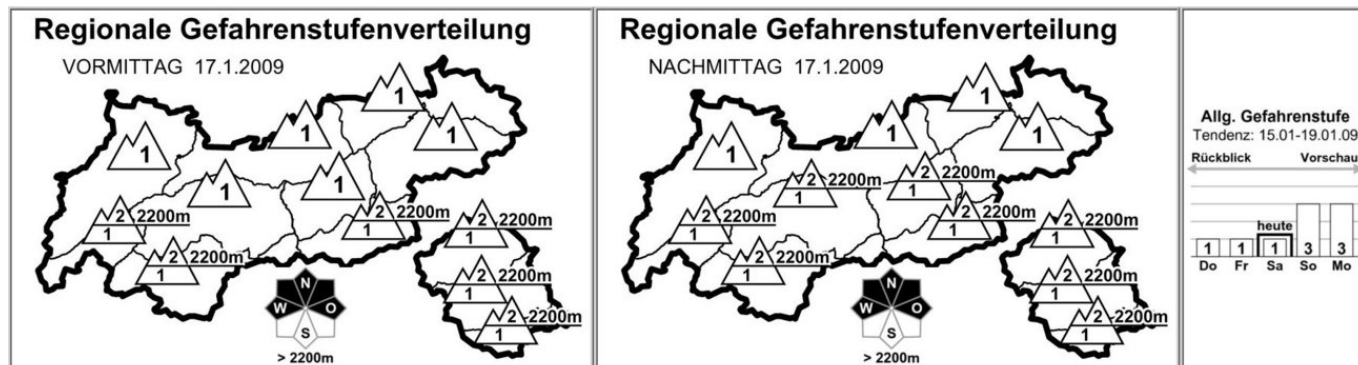 Regionale Gefahrenstufenverteilung
VORMITTAG 17.1.2009
1
1
1
1
1
1
2 2200m
1
2 2200m
1
2 2200m
1
2 2200m
1
2 2200m
1
2 2200m
1
N
W O
S
> 2200m
Regionale Gefahrenstufenverteilung
NACHMITTAG 17.1.2009
1
1
1
1
2 2200m
1
2 2200m
1
2 2200m
1
2 2200m
1
2 2200m
1
2 2200m
1
2 2200m
1
2 2200m
1
N
W O
S
> 2200m
Allg. Gefahrenstufe
Tendenz: 15.01-19.01.09
Rückblick Vorschau
heute
1 1 1 3 3
Do Fr Sa So Mo